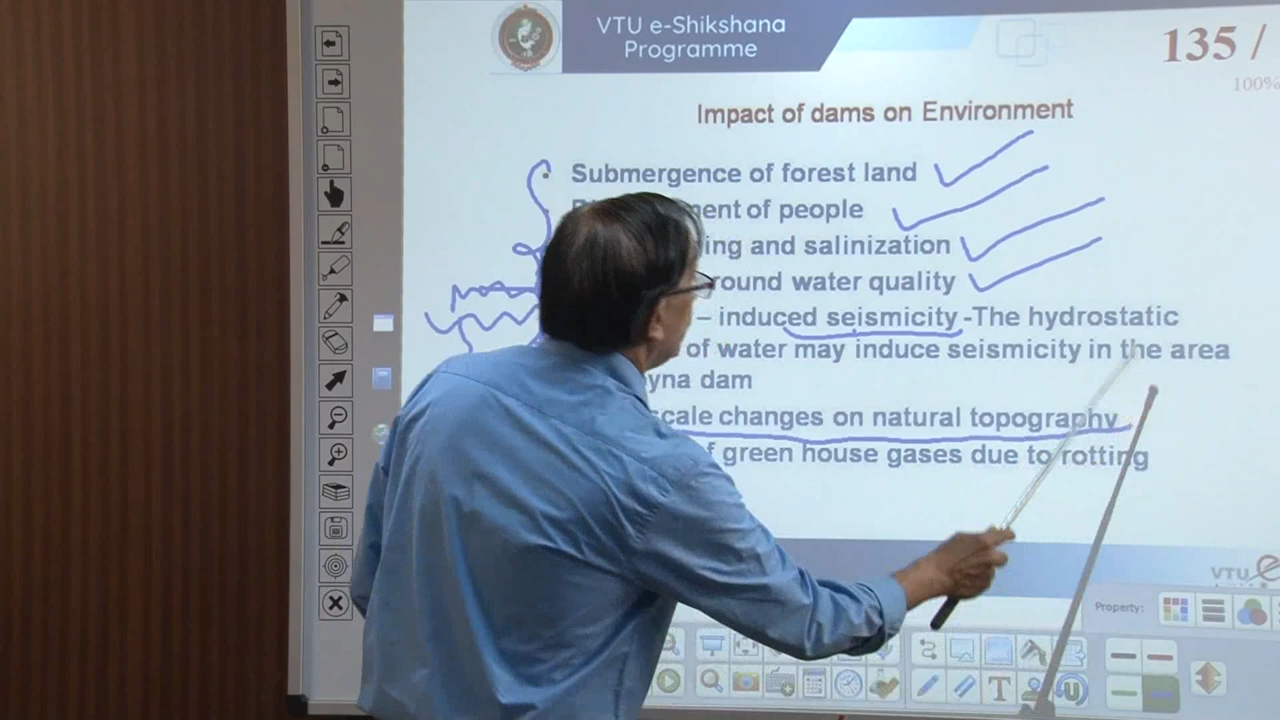 VTU e-Shikshana
Programme
135 /
100%
Impact of dams on Environment
Submergence of forest land
ment of people
ing and salinization
round water quality
– induced seismicity -The hydrostatic
of water may induce seismicity in the area
yna dam
scale changes on natural topography
f green house gases due to rotting
VTU e
Property:
T